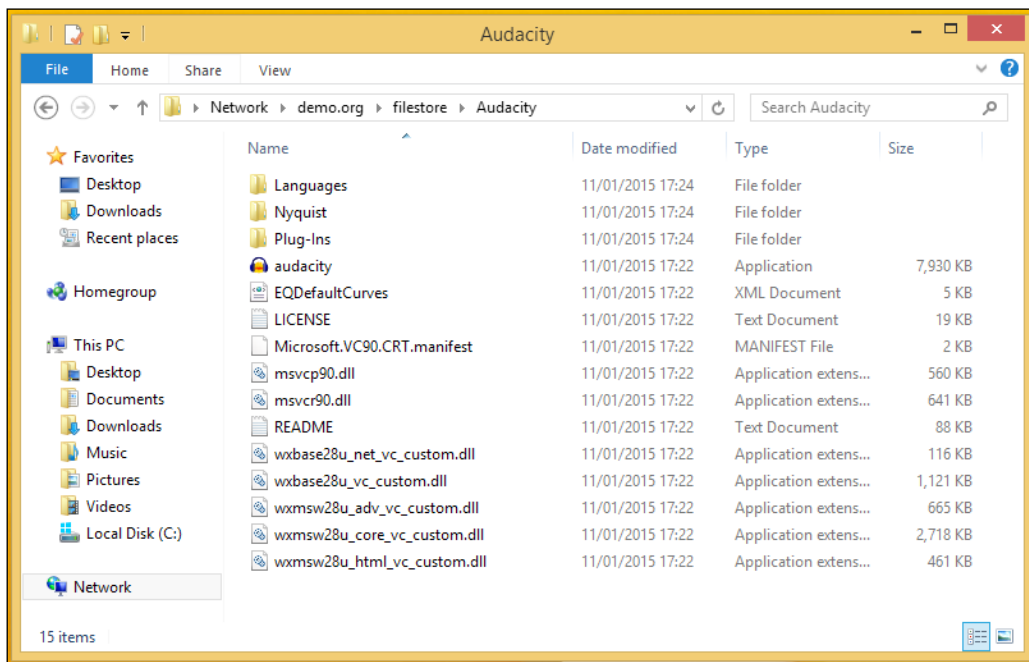 Audacity
File Home Share View
Network demo.org filestore Audacity Search Audacity
Favorites
Desktop
Downloads
Recent places
Homegroup
This PC
Desktop
Documents
Downloads
Music
Pictures
Videos
Local Disk (C:)
Network
Name Date modified Type Size
Languages 11/01/2015 17:24 File folder
Nyquist 11/01/2015 17:24 File folder
Plug-Ins 11/01/2015 17:24 File folder
audacity 11/01/2015 17:22 Application 7,930 KB
EQDefaultCurves 11/01/2015 17:22 XML Document 5 KB
LICENSE 11/01/2015 17:22 Text Document 19 KB
Microsoft.VC90.CRT.manifest 11/01/2015 17:22 MANIFEST File 2 KB
msvcp90.dll 11/01/2015 17:22 Application extens... 560 KB
msvcr90.dll 11/01/2015 17:22 Application extens... 641 KB
README 11/01/2015 17:22 Text Document 88 KB
wxbase28u_net_vc_custom.dll 11/01/2015 17:22 Application extens... 116 KB
wxbase28u_vc_custom.dll 11/01/2015 17:22 Application extens... 1,121 KB
wxmsw28u_adv_vc_custom.dll 11/01/2015 17:22 Application extens... 665 KB
wxmsw28u_core_vc_custom.dll 11/01/2015 17:22 Application extens... 2,718 KB
wxmsw28u_html_vc_custom.dll 11/01/2015 17:22 Application extens... 461 KB
15 items